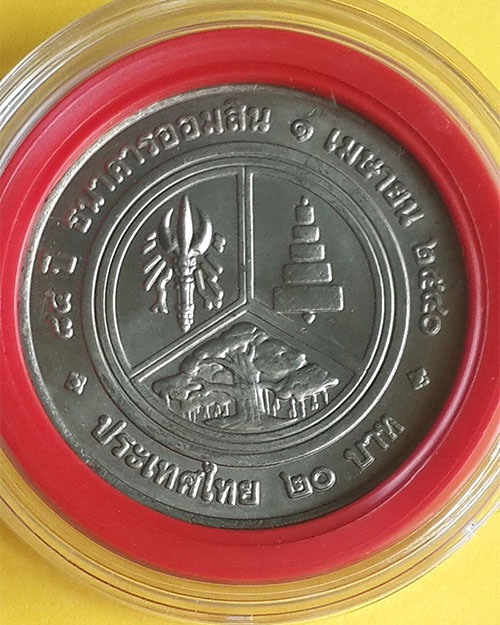 ๘๔ ปี ธนาคารออมสิน ๑ เมษายน ๒๕๔๐
ประเทศไทย ๒๐ บาท